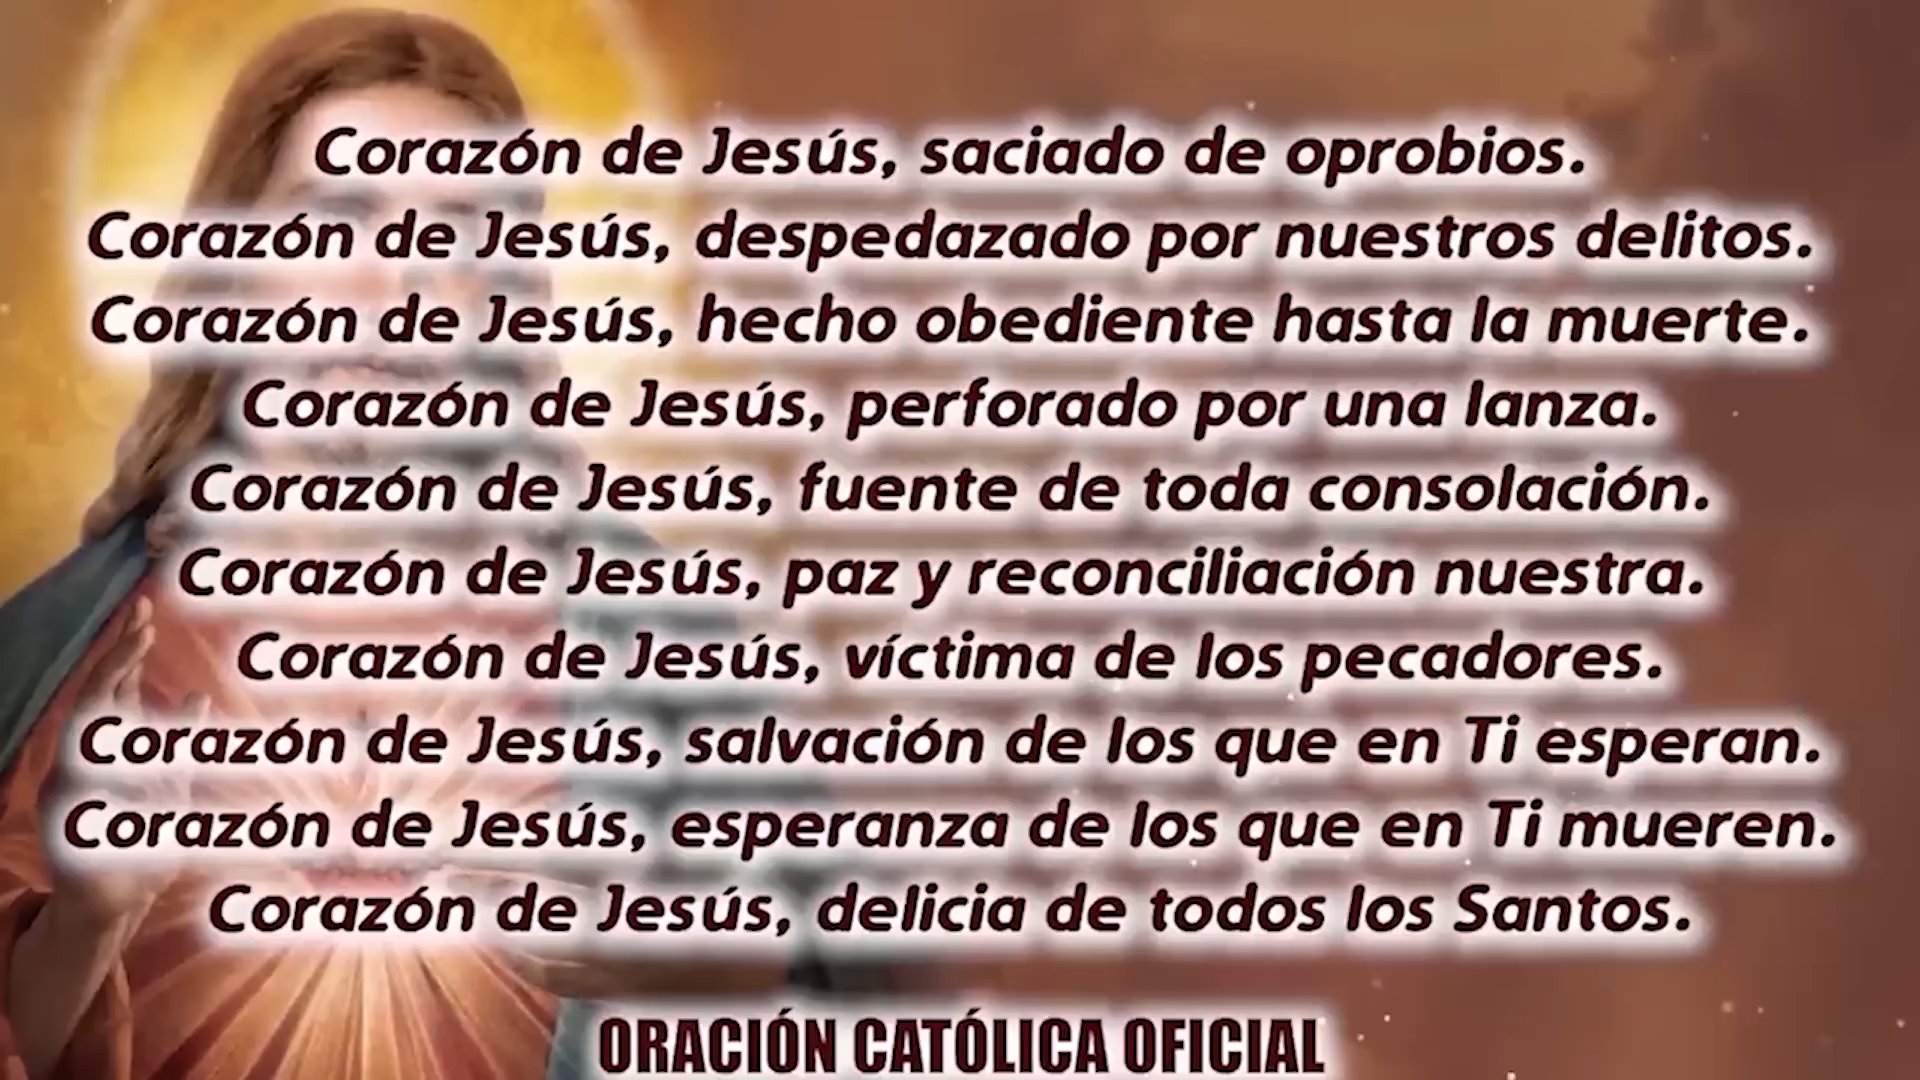 Corazón de Jesús, saciado de oprobios.
Corazón de Jesús, despedazado por nuestros delitos.
Corazón de Jesús, hecho obediente hasta la muerte.
Corazón de Jesús, perforado por una lanza.
Corazón de Jesús, fuente de toda consolación.
Corazón de Jesús, paz y reconciliación nuestra.
Corazón de Jesús, víctima de los pecadores.
Corazón de Jesús, salvación de los que en Ti esperan.
Corazón de Jesús, esperanza de los que en Ti mueren.
Corazón de Jesús, delicia de todos los Santos.
ORACIÓN CATÓLICA OFICIAL